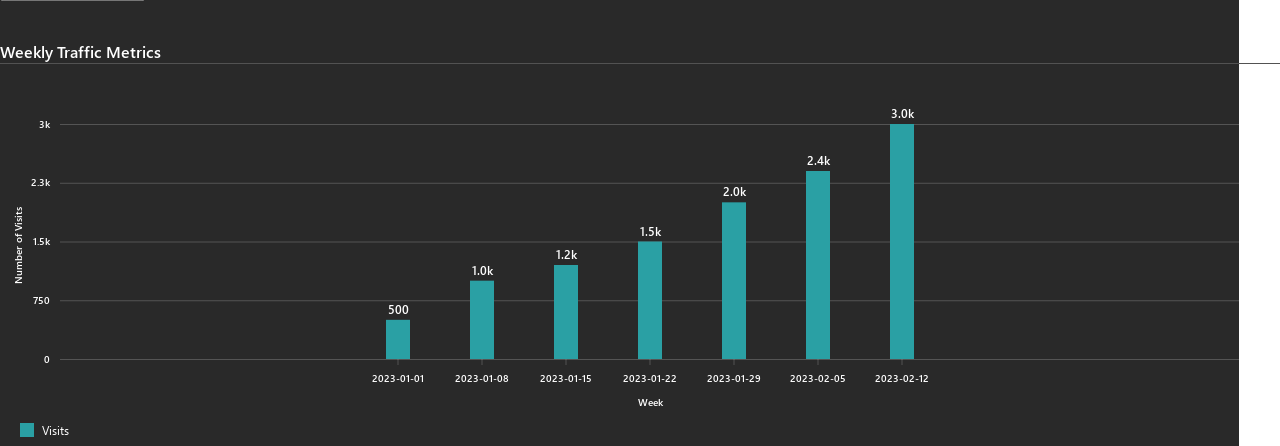 Weekly Traffic Metrics
3.0k
3k
2.4k
2.3k
2.0k
1.5k
1.5k
1.2k
1.0k
750
500
0
Number of Visits
2023-01-01 2023-01-08 2023-01-15 2023-01-22 2023-01-29 2023-02-05 2023-02-12
Week
Visits